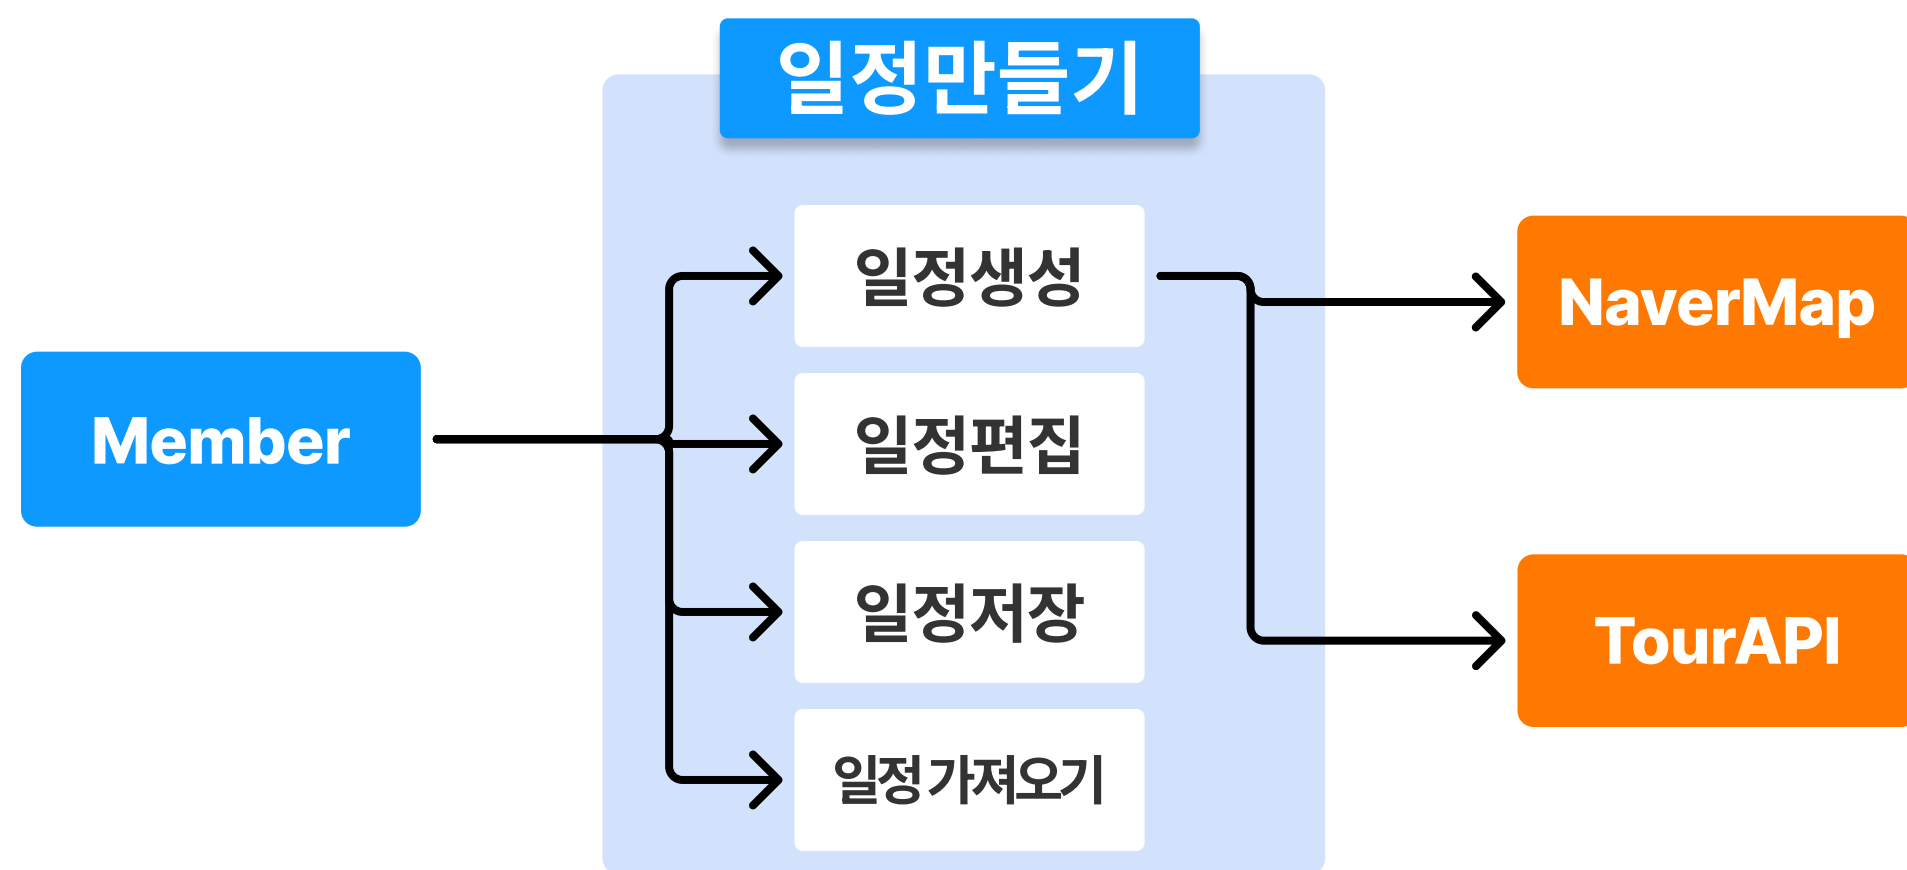 일정만들기
Member
일정생성
일정편집
일정저장
일정 가져오기
NaverMap
TourAPI